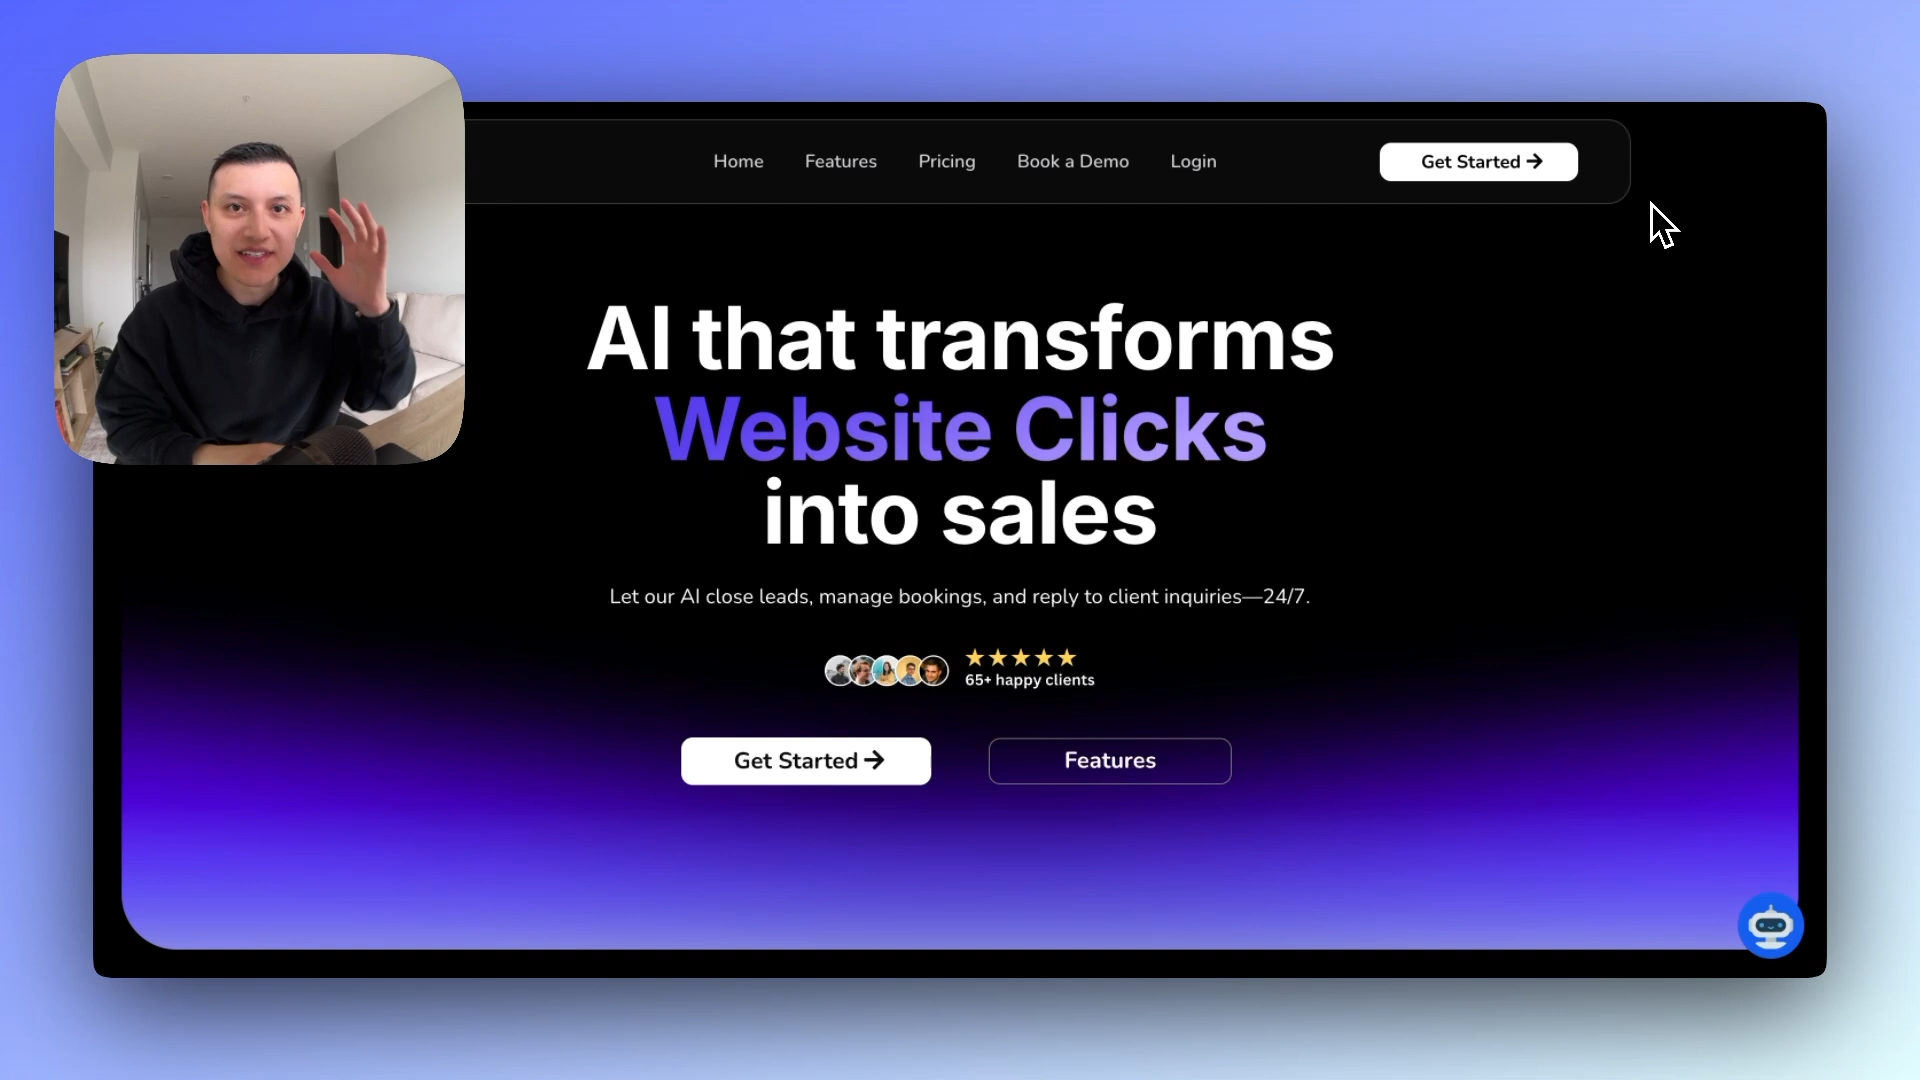 Home Features Pricing Book a Demo Login Get Started →
AI that transforms
Website Clicks
into sales
Let our AI close leads, manage bookings, and reply to client inquiries—24/7.
65+ happy clients
Get Started → Features